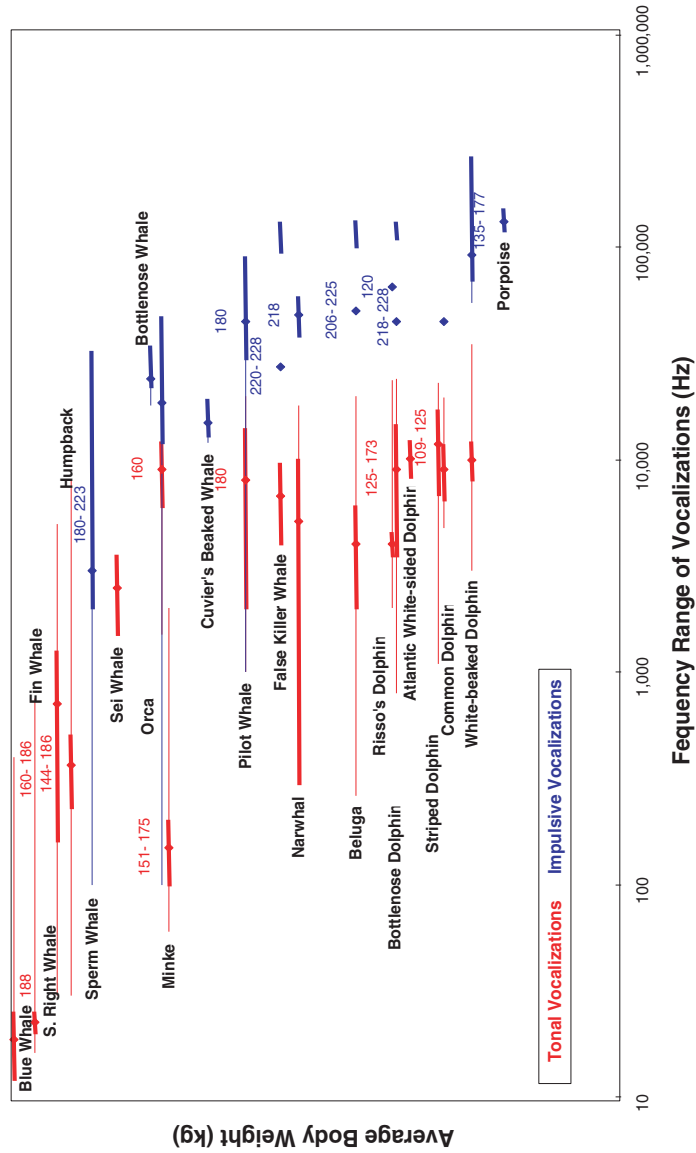 Average Body Weight (kg)
Blue Whale
188
160- 186
Fin Whale
S. Right Whale
144- 186
Humpback
Sperm Whale
180- 223
Sei Whale
Bottlenose Whale
Orca
160
Minke
151- 175
Cuvier's Beaked Whale
Pilot Whale
180
180
False Killer Whale
220- 228
Narwhal
218
Beluga
206- 225
Risso's Dolphin
120
Bottlenose Dolphin
125- 173
218- 228
Atlantic White-sided Dolphin
Striped Dolphin
109- 125
Common Dolphin
White-beaked Dolphin
135- 177
Porpoise
Tonal Vocalizations Impulsive Vocalizations
10
100
1,000
10,000
100,000
1,000,000
Fequency Range of Vocalizations (Hz)